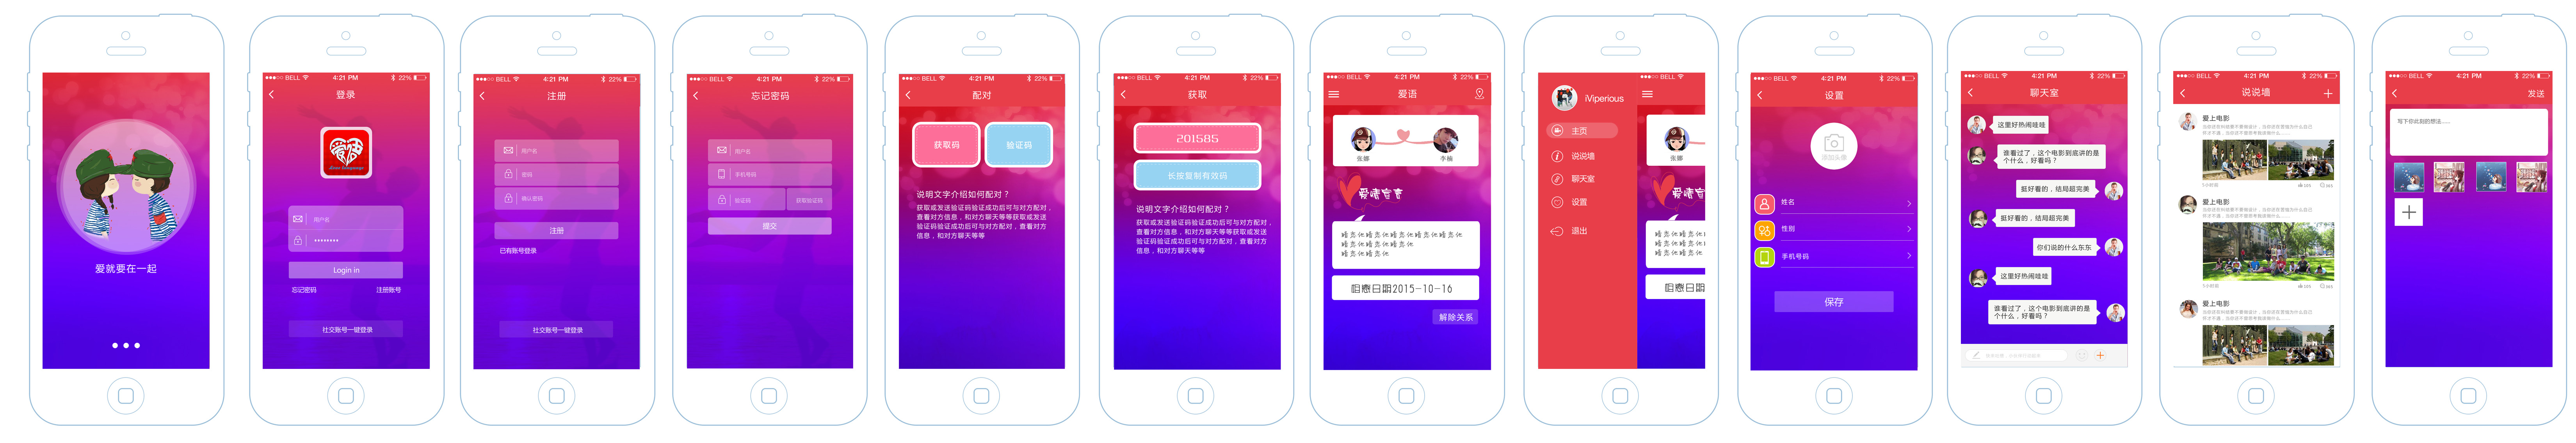 爱就要在一起
BELL 4:21 PM 22%
登录
爱语
用户名
Login in
忘记密码 注册账号
社交账号一键登录
BELL 4:21 PM 22%
注册
用户名
密码
确认密码
注册
已有账号登录
社交账号一键登录
BELL 4:21 PM 22%
忘记密码
用户名
手机号码
验证码 获取验证码
提交
BELL 4:21 PM 22%
配对
获取码 验证码
说明文字介绍如何配对？
获取或发送验证码验证成功后可与对方配对，
查看对方信息，和对方聊天等等获取或发送
验证码验证成功后可与对方配对，查看对方
信息，和对方聊天等等
BELL 4:21 PM 22%
获取
201585
长按复制有效码
说明文字介绍如何配对？
获取或发送验证码验证成功后可与对方配对，
查看对方信息，和对方聊天等等获取或发送
验证码验证成功后可与对方配对，查看对方
信息，和对方聊天等等
BELL 4:21 PM 22%
爱语
张娜 李楠
爱情宣言
相恋日期2015-10-16
解除关系
iViperious
主页
说说墙
聊天室
设置
退出
BELL
张娜
爱情
相恋日期
BELL 4:21 PM 22%
设置
添加头像
姓名
性别
手机号码
保存
BELL 4:21 PM 22%
聊天室
这里好热闹哇哇
谁看过了，这个电影到底讲的是
个什么，好看吗？
挺好看的，结局超完美
挺好看的，结局超完美
你们说的什么东东
这里好热闹哇哇
谁看过了，这个电影到底讲的是
个什么，好看吗？
BELL 4:21 PM 22%
说说墙
爱上电影
5小时前
爱上电影
5小时前
爱上电影
BELL 4:21 PM 22%
发送
写下你此刻的想法......